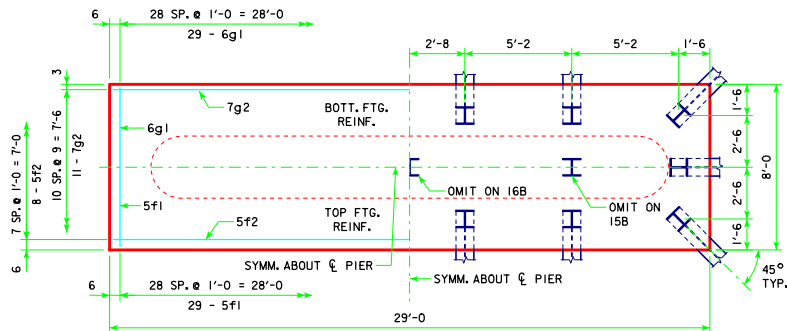 6
28 SP. @ 1'-0 = 28'-0
29 - 6g1
2'-8
5'-2
5'-2
1'-6
3
7g2
BOTT. FTG.
REINF.
6g1
7 SP. @ 1'-0 = 7'-0
8 - 5f2
10 SP. @ 9 = 7'-6
11 - 7g2
1'-6
2'-6
8'-0
2'-6
1'-6
OMIT ON 16B
OMIT ON
15B
5f1
TOP FTG.
REINF.
5f2
6
SYMM. ABOUT ℄ PIER
SYMM. ABOUT ℄ PIER
45°
TYP.
6
28 SP. @ 1'-0 = 28'-0
29 - 5f1
29'-0